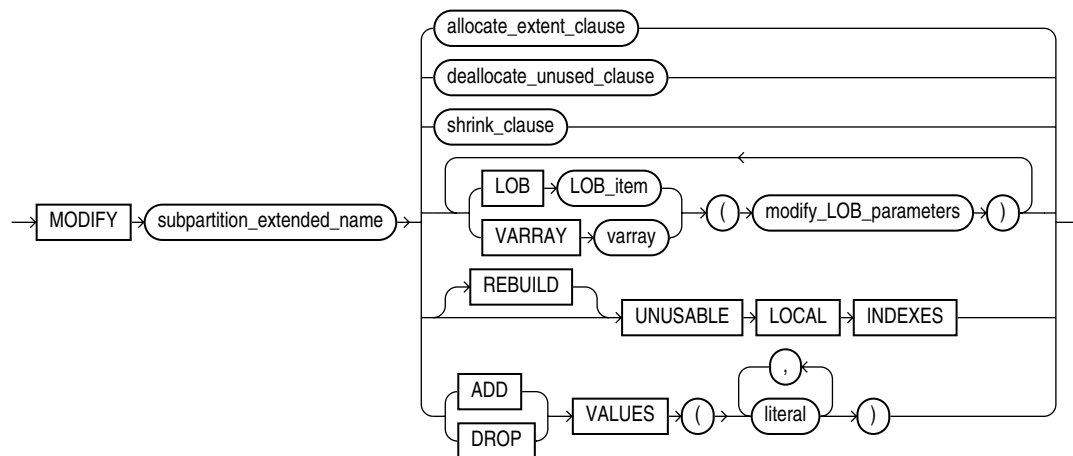 allocate_extent_clause
deallocate_unused_clause
shrink_clause
LOB LOB_item
MODIFY subpartition_extended_name ( modify_LOB_parameters )
VARRAY varray
REBUILD
UNUSABLE LOCAL INDEXES
,
ADD
VALUES ( literal )
DROP